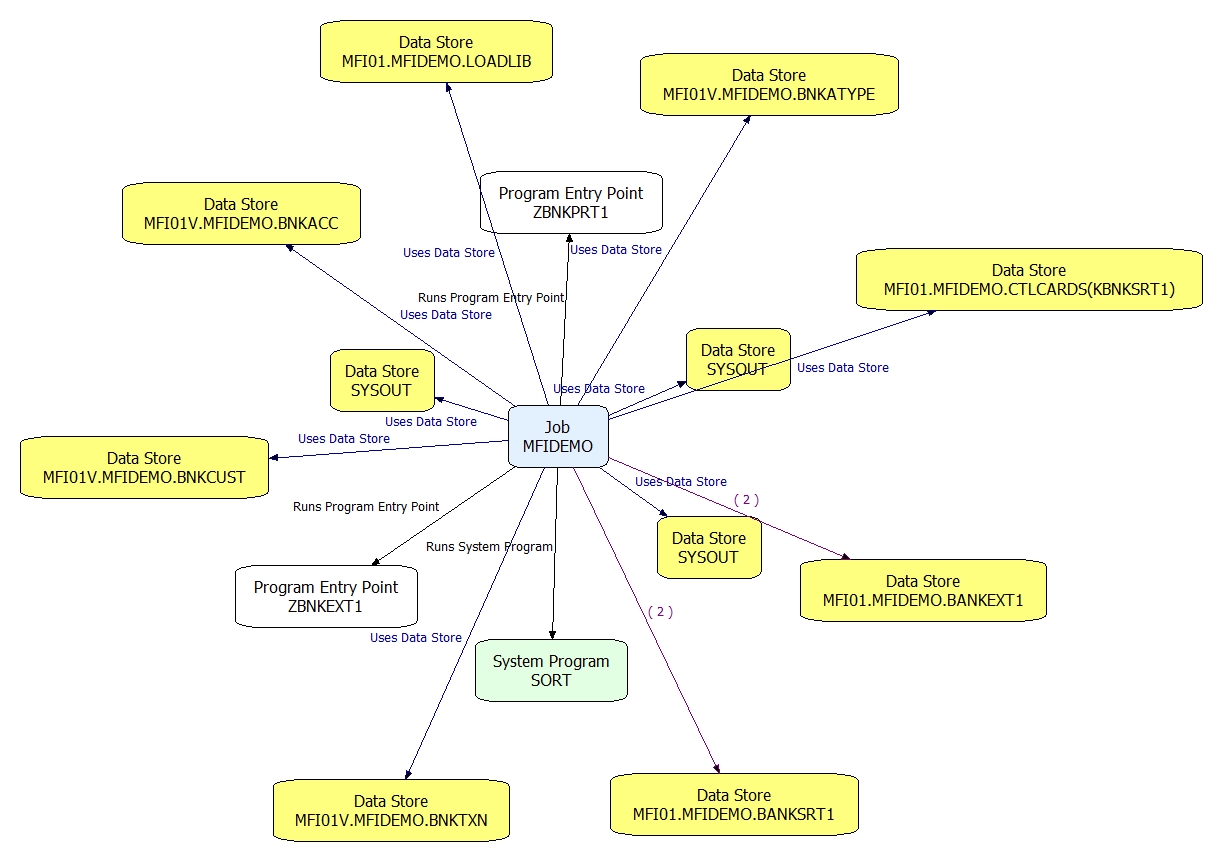 Data Store
MFI01.MFIDEMO.LOADLIB
Data Store
MFI01V.MFIDEMO.BNKATYPE
Program Entry Point
ZBNKPRT1
Data Store
MFI01V.MFIDEMO.BNKACC
Uses Data Store
Uses Data Store
Data Store
MFI01.MFIDEMO.CTLCARDS(KBNKSRT1)
Runs Program Entry Point
Uses Data Store
Data Store
SYSOUT
Uses Data Store
Data Store
SYSOUT
Uses Data Store
Uses Data Store
Uses Data Store
Job
MFIDEMO
Data Store
MFI01V.MFIDEMO.BNKCUST
Uses Data Store
( 2 )
Runs Program Entry Point
Runs System Program
Data Store
SYSOUT
Program Entry Point
ZBNKEXT1
Data Store
MFI01.MFIDEMO.BANKEXT1
( 2 )
Uses Data Store
System Program
SORT
Data Store
MFI01V.MFIDEMO.BNKTXN
Data Store
MFI01.MFIDEMO.BANKSRT1